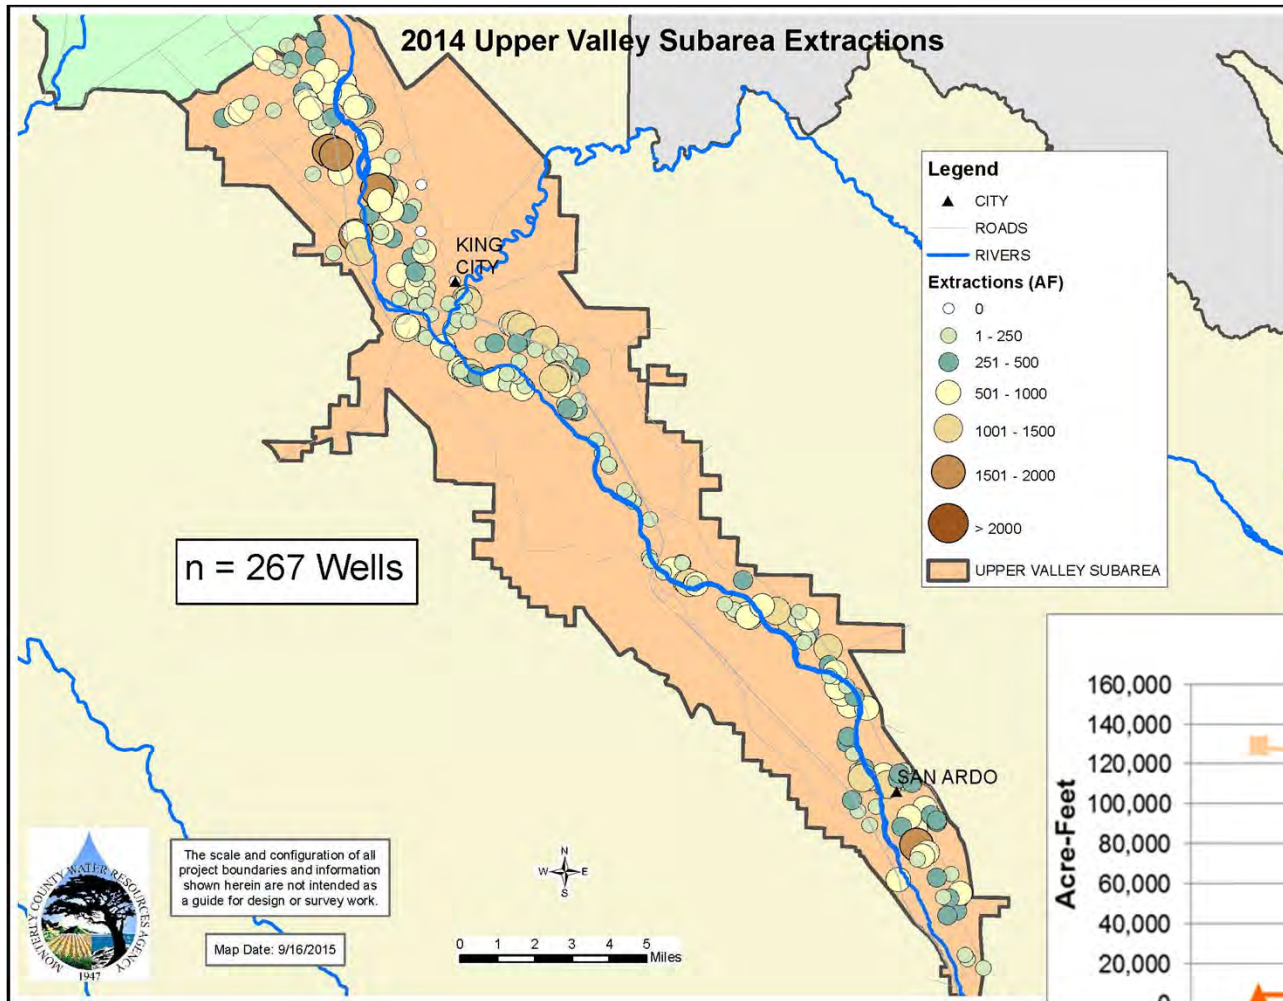 2014 Upper Valley Subarea Extractions
Legend
CITY
ROADS
RIVERS
Extractions (AF)
0
1 - 250
251 - 500
501 - 1000
1001 - 1500
1501 - 2000
> 2000
UPPER VALLEY SUBAREA
KING
CITY
n = 267 Wells
SAN ARDO
160,000
140,000
120,000
100,000
80,000
60,000
40,000
20,000
0
Acre-Feet
MONTEREY COUNTY WATER RESOURCES AGENCY
1947
The scale and configuration of all
project boundaries and information
shown herein are not intended as
a guide for design or survey work.
Map Date: 9/16/2015
N
W E
S
0 1 2 3 4 5
Miles